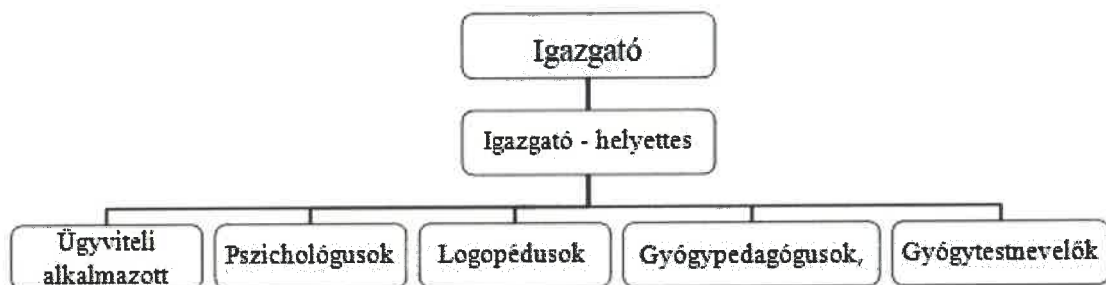 Igazgató
Igazgató - helyettes
Ügyviteli
alkalmazott
Pszichológusok
Logopédusok
Gyógypedagógusok,
Gyógytestnevelők